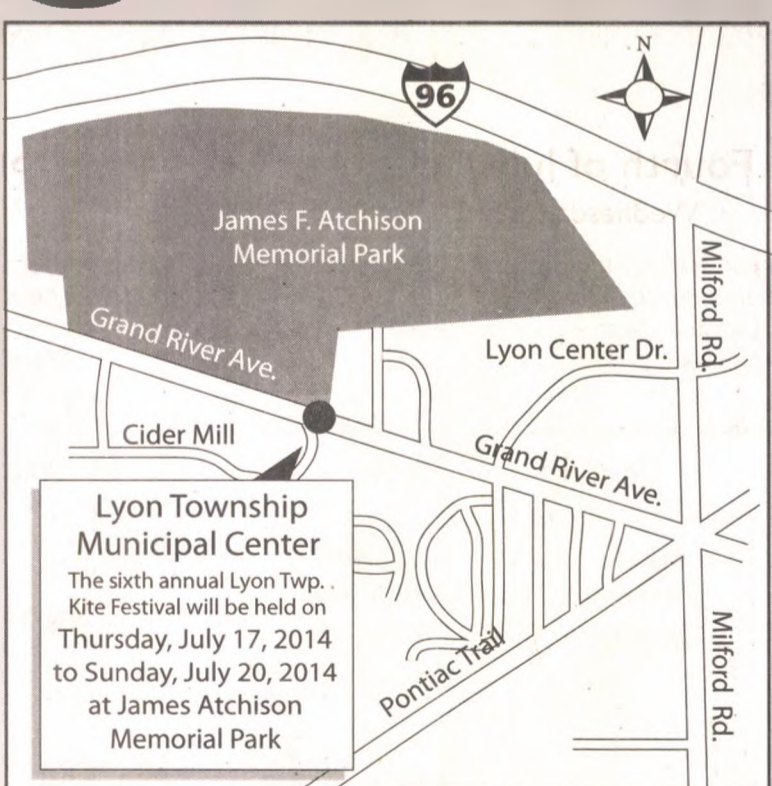 N
96
James F. Atchison
Memorial Park
Milford Rd.
Grand River Ave.
Lyon Center Dr.
Cider Mill
Grand River Ave.
Lyon Township
Municipal Center
The sixth annual Lyon Twp.
Kite Festival will be held on
Thursday, July 17, 2014
to Sunday, July 20, 2014
at James Atchison
Memorial Park
Pontiac Trail
Milford Rd.